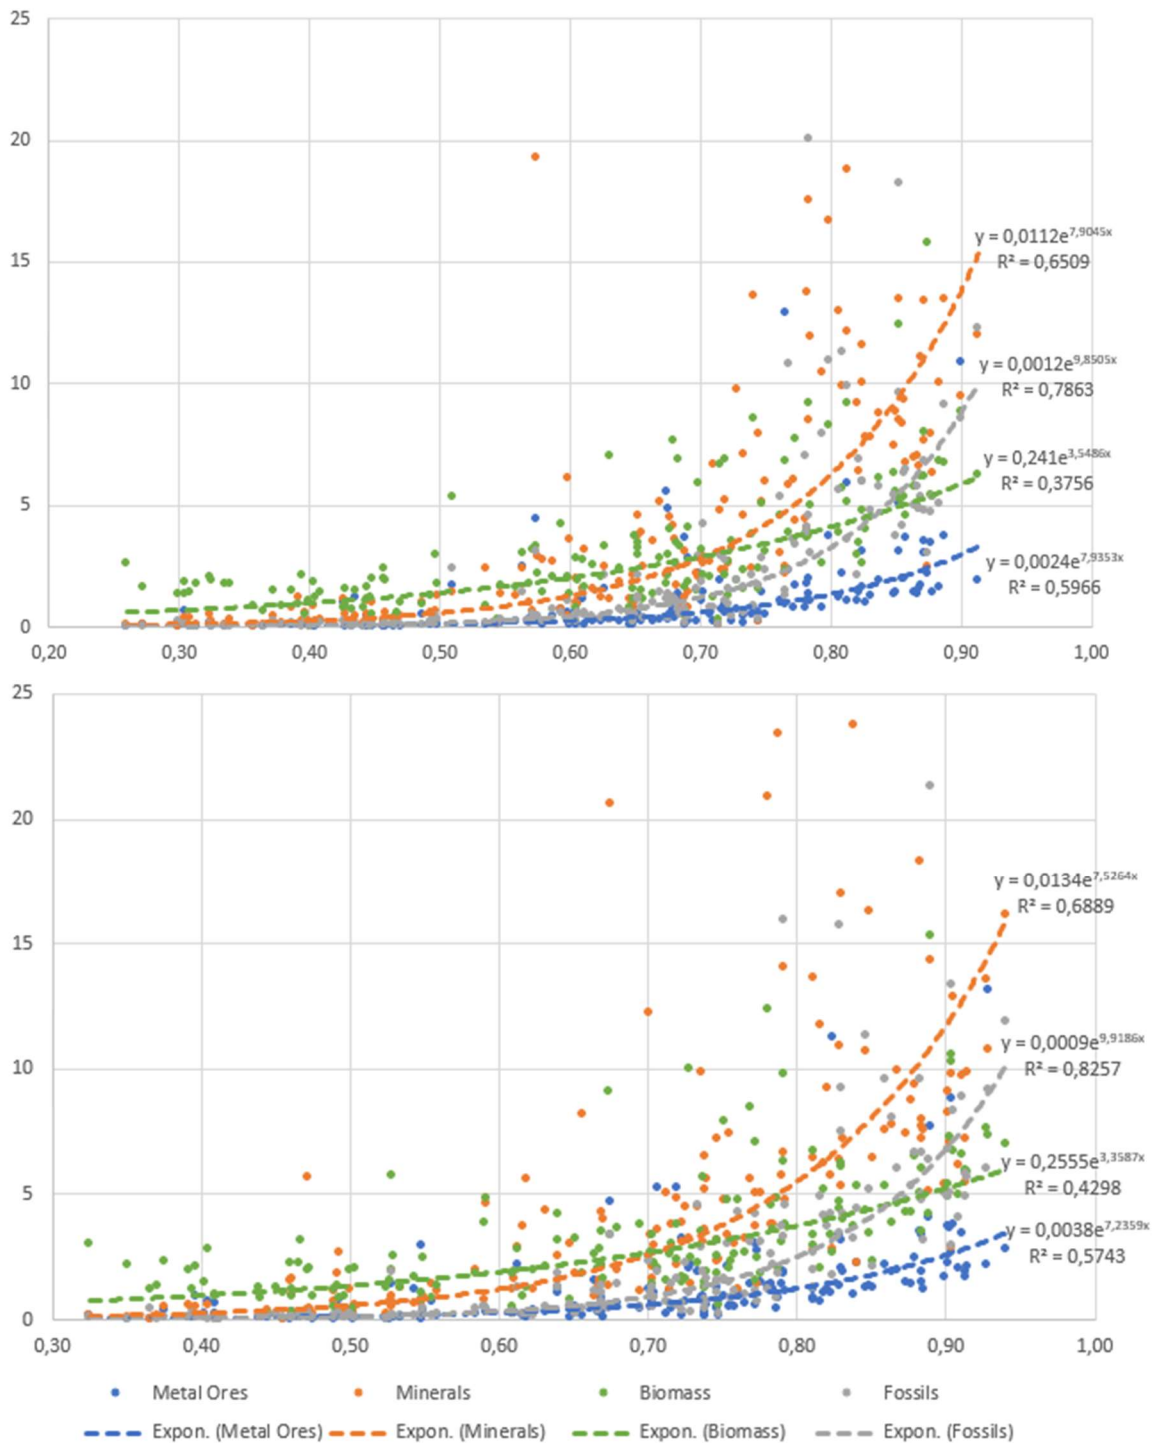 25
20
y = 0,0112e^7,9045x
15
R² = 0,6509
y = 0,0012e^9,8505x
10
R² = 0,7863
y = 0,241e^3,5486x
R² = 0,3756
5
y = 0,0024e^7,9353x
R² = 0,5966
0
0,20 0,30 0,40 0,50 0,60 0,70 0,80 0,90 1,00
25
20
y = 0,0134e^7,5264x
R² = 0,6889
15
y = 0,0009e^9,9186x
10
R² = 0,8257
y = 0,2555e^3,3587x
R² = 0,4298
5
y = 0,0038e^7,2359x
R² = 0,5743
0
0,30 0,40 0,50 0,60 0,70 0,80 0,90 1,00
Metal Ores Minerals Biomass Fossils
Expon. (Metal Ores) Expon. (Minerals) Expon. (Biomass) Expon. (Fossils)